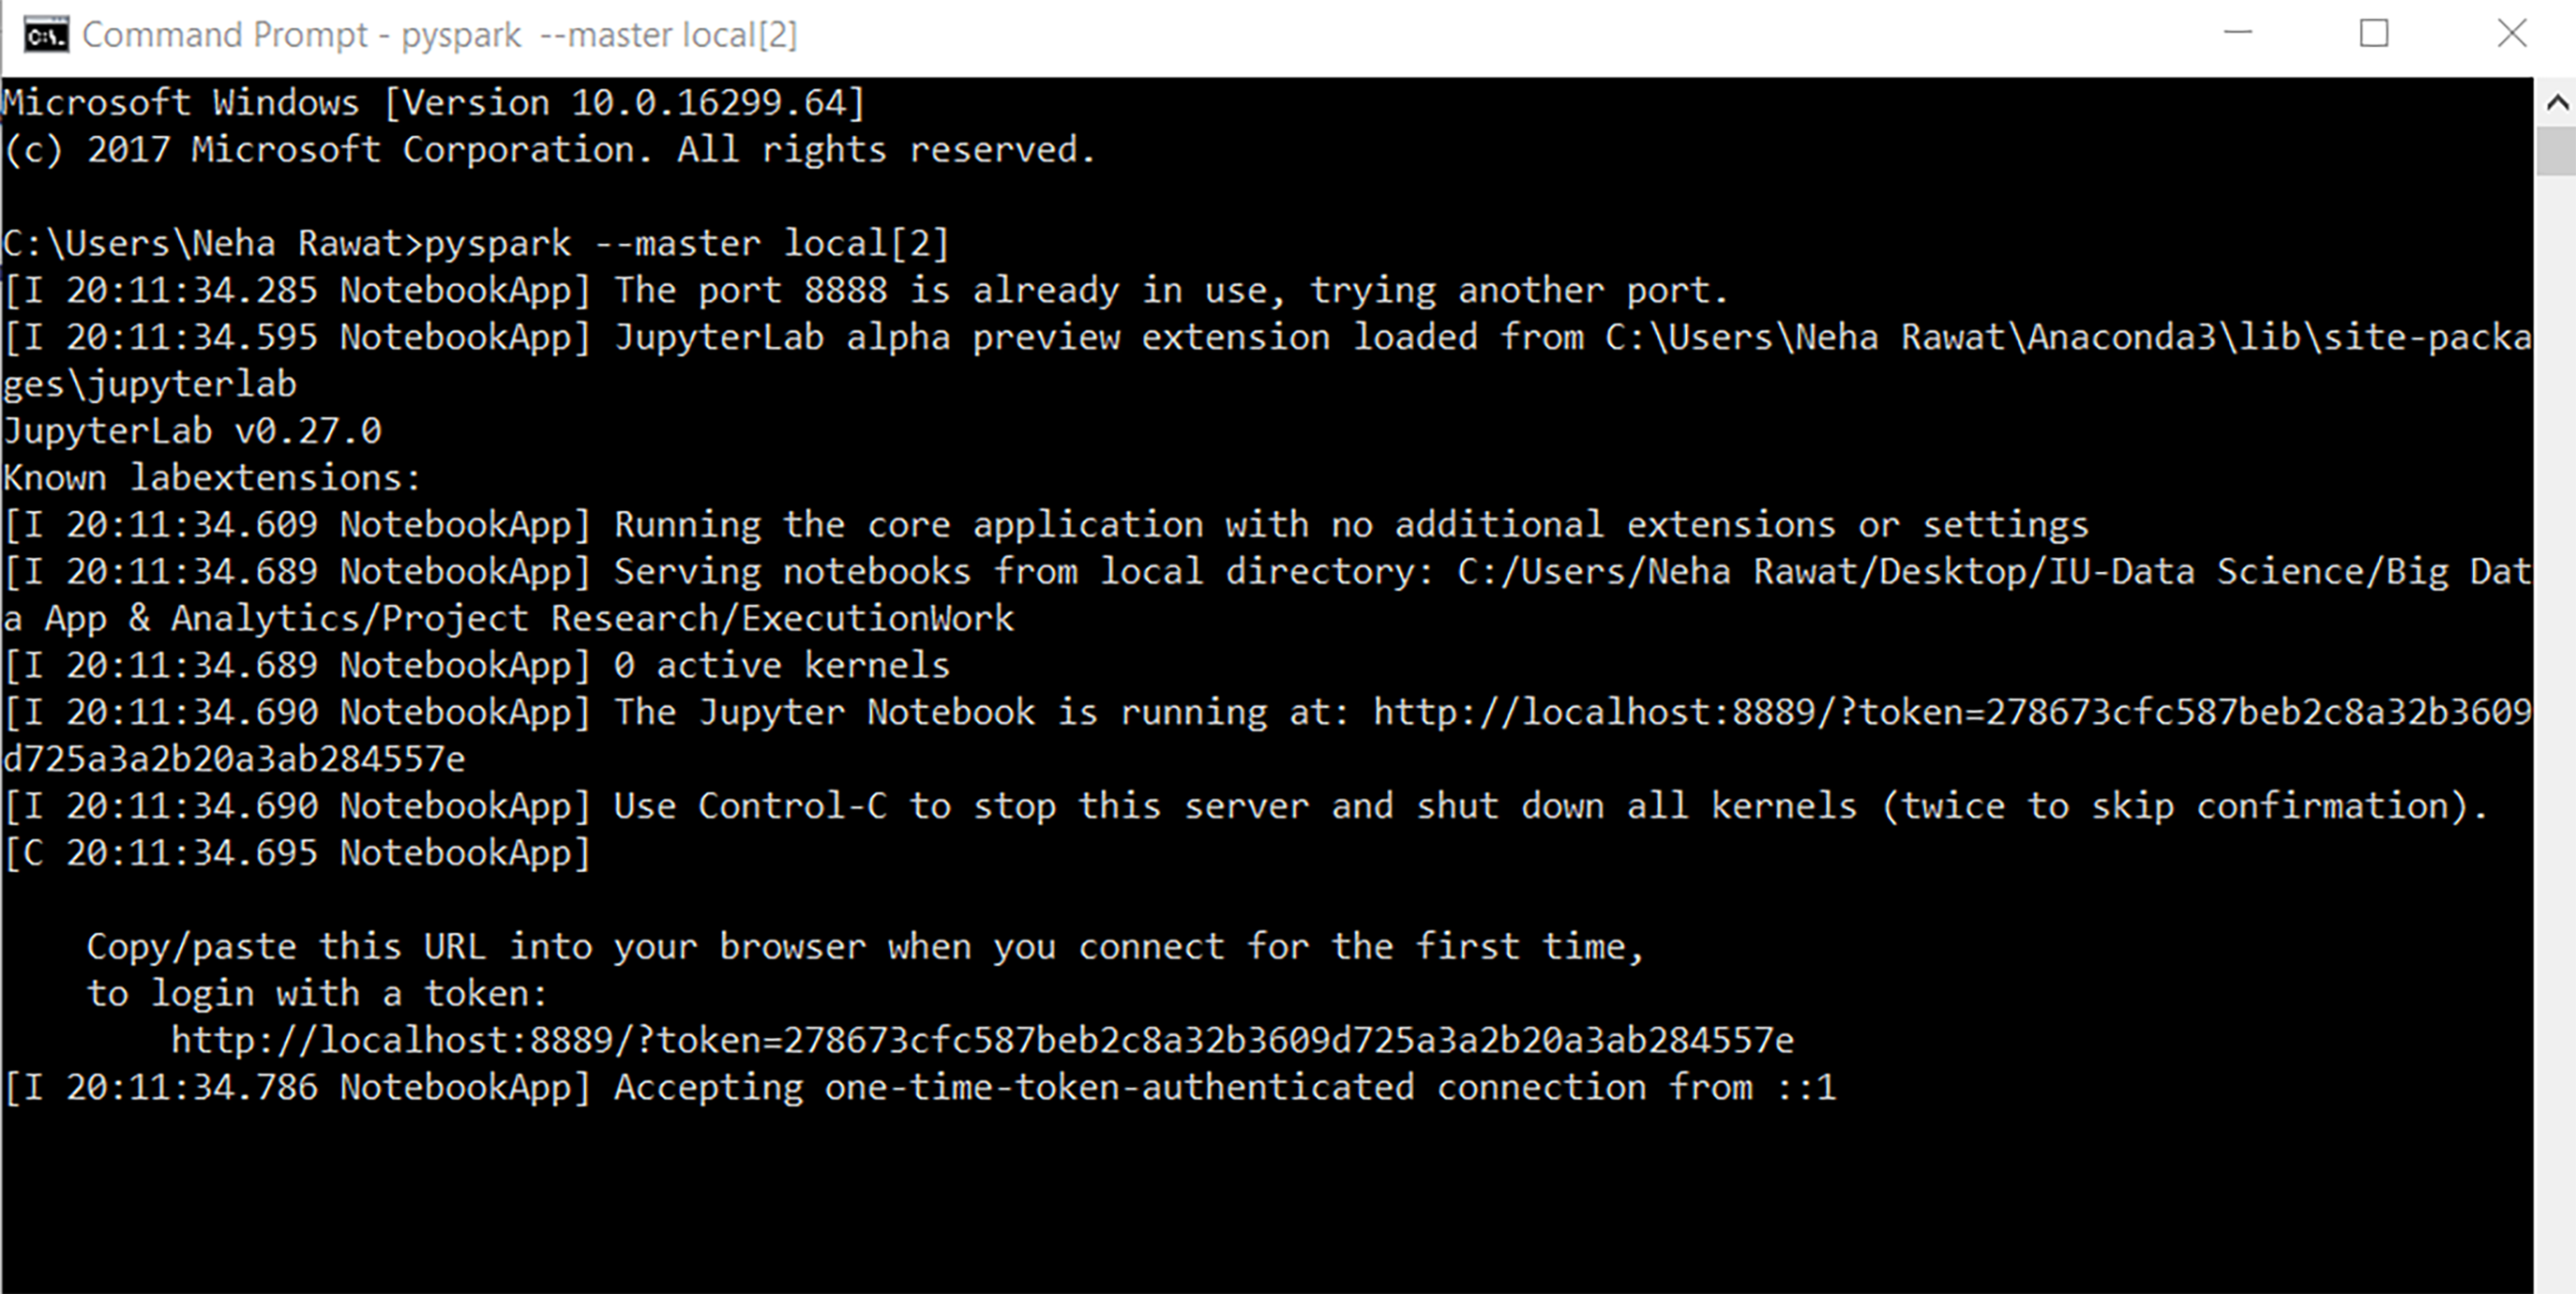 Command Prompt - pyspark  --master local[2]
Microsoft Windows [Version 10.0.16299.64]
(c) 2017 Microsoft Corporation. All rights reserved.
C:\Users\Neha Rawat>pyspark --master local[2]
[I 20:11:34.285 NotebookApp] The port 8888 is already in use, trying another port.
[I 20:11:34.595 NotebookApp] JupyterLab alpha preview extension loaded from C:\Users\Neha Rawat\Anaconda3\lib\site-packa
ges\jupyterlab
JupyterLab v0.27.0
Known labextensions:
[I 20:11:34.609 NotebookApp] Running the core application with no additional extensions or settings
[I 20:11:34.689 NotebookApp] Serving notebooks from local directory: C:/Users/Neha Rawat/Desktop/IU-Data Science/Big Dat
a App & Analytics/Project Research/ExecutionWork
[I 20:11:34.689 NotebookApp] 0 active kernels
[I 20:11:34.690 NotebookApp] The Jupyter Notebook is running at: http://localhost:8889/?token=278673cfc587beb2c8a32b3609
d725a3a2b20a3ab284557e
[I 20:11:34.690 NotebookApp] Use Control-C to stop this server and shut down all kernels (twice to skip confirmation).
[C 20:11:34.695 NotebookApp]
    Copy/paste this URL into your browser when you connect for the first time,
    to login with a token:
        http://localhost:8889/?token=278673cfc587beb2c8a32b3609d725a3a2b20a3ab284557e
[I 20:11:34.786 NotebookApp] Accepting one-time-token-authenticated connection from ::1